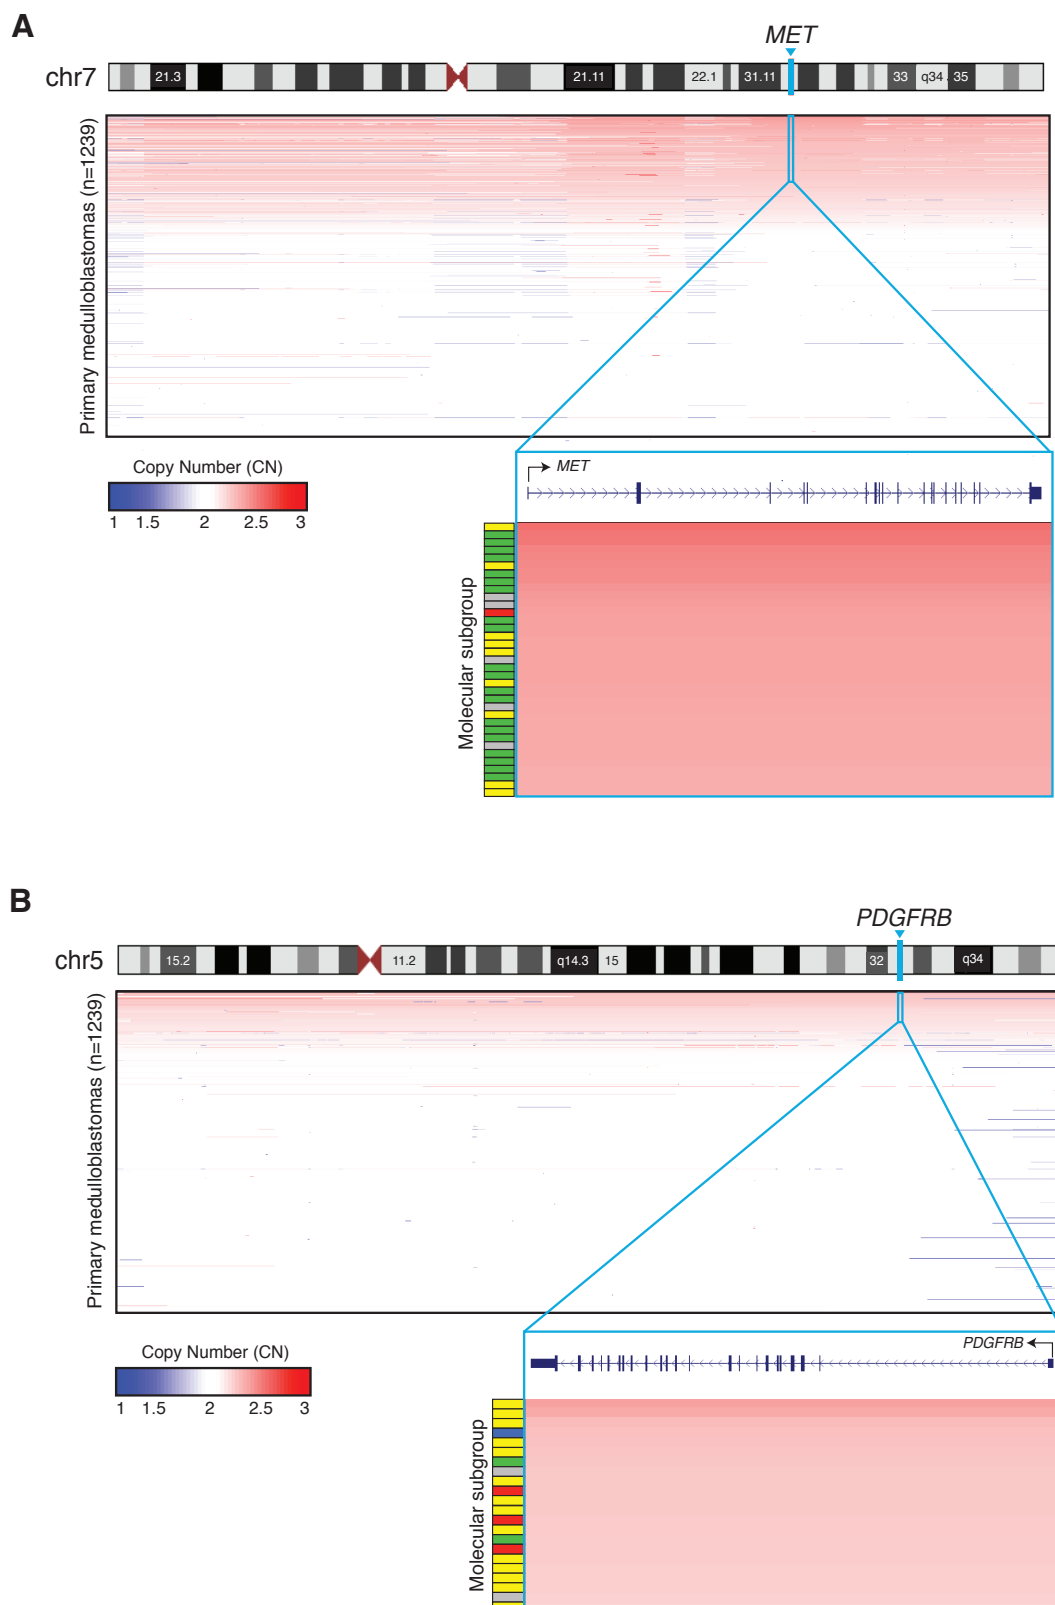 A
MET
chr7
21.3
21.11
22.1
31.11
33
q34
35
Primary medulloblastomas (n=1239)
Copy Number (CN)
1 1.5 2 2.5 3
MET
Molecular subgroup
B
PDGFRB
chr5
15.2
11.2
q14.3
15
32
q34
Primary medulloblastomas (n=1239)
Copy Number (CN)
1 1.5 2 2.5 3
PDGFRB
Molecular subgroup